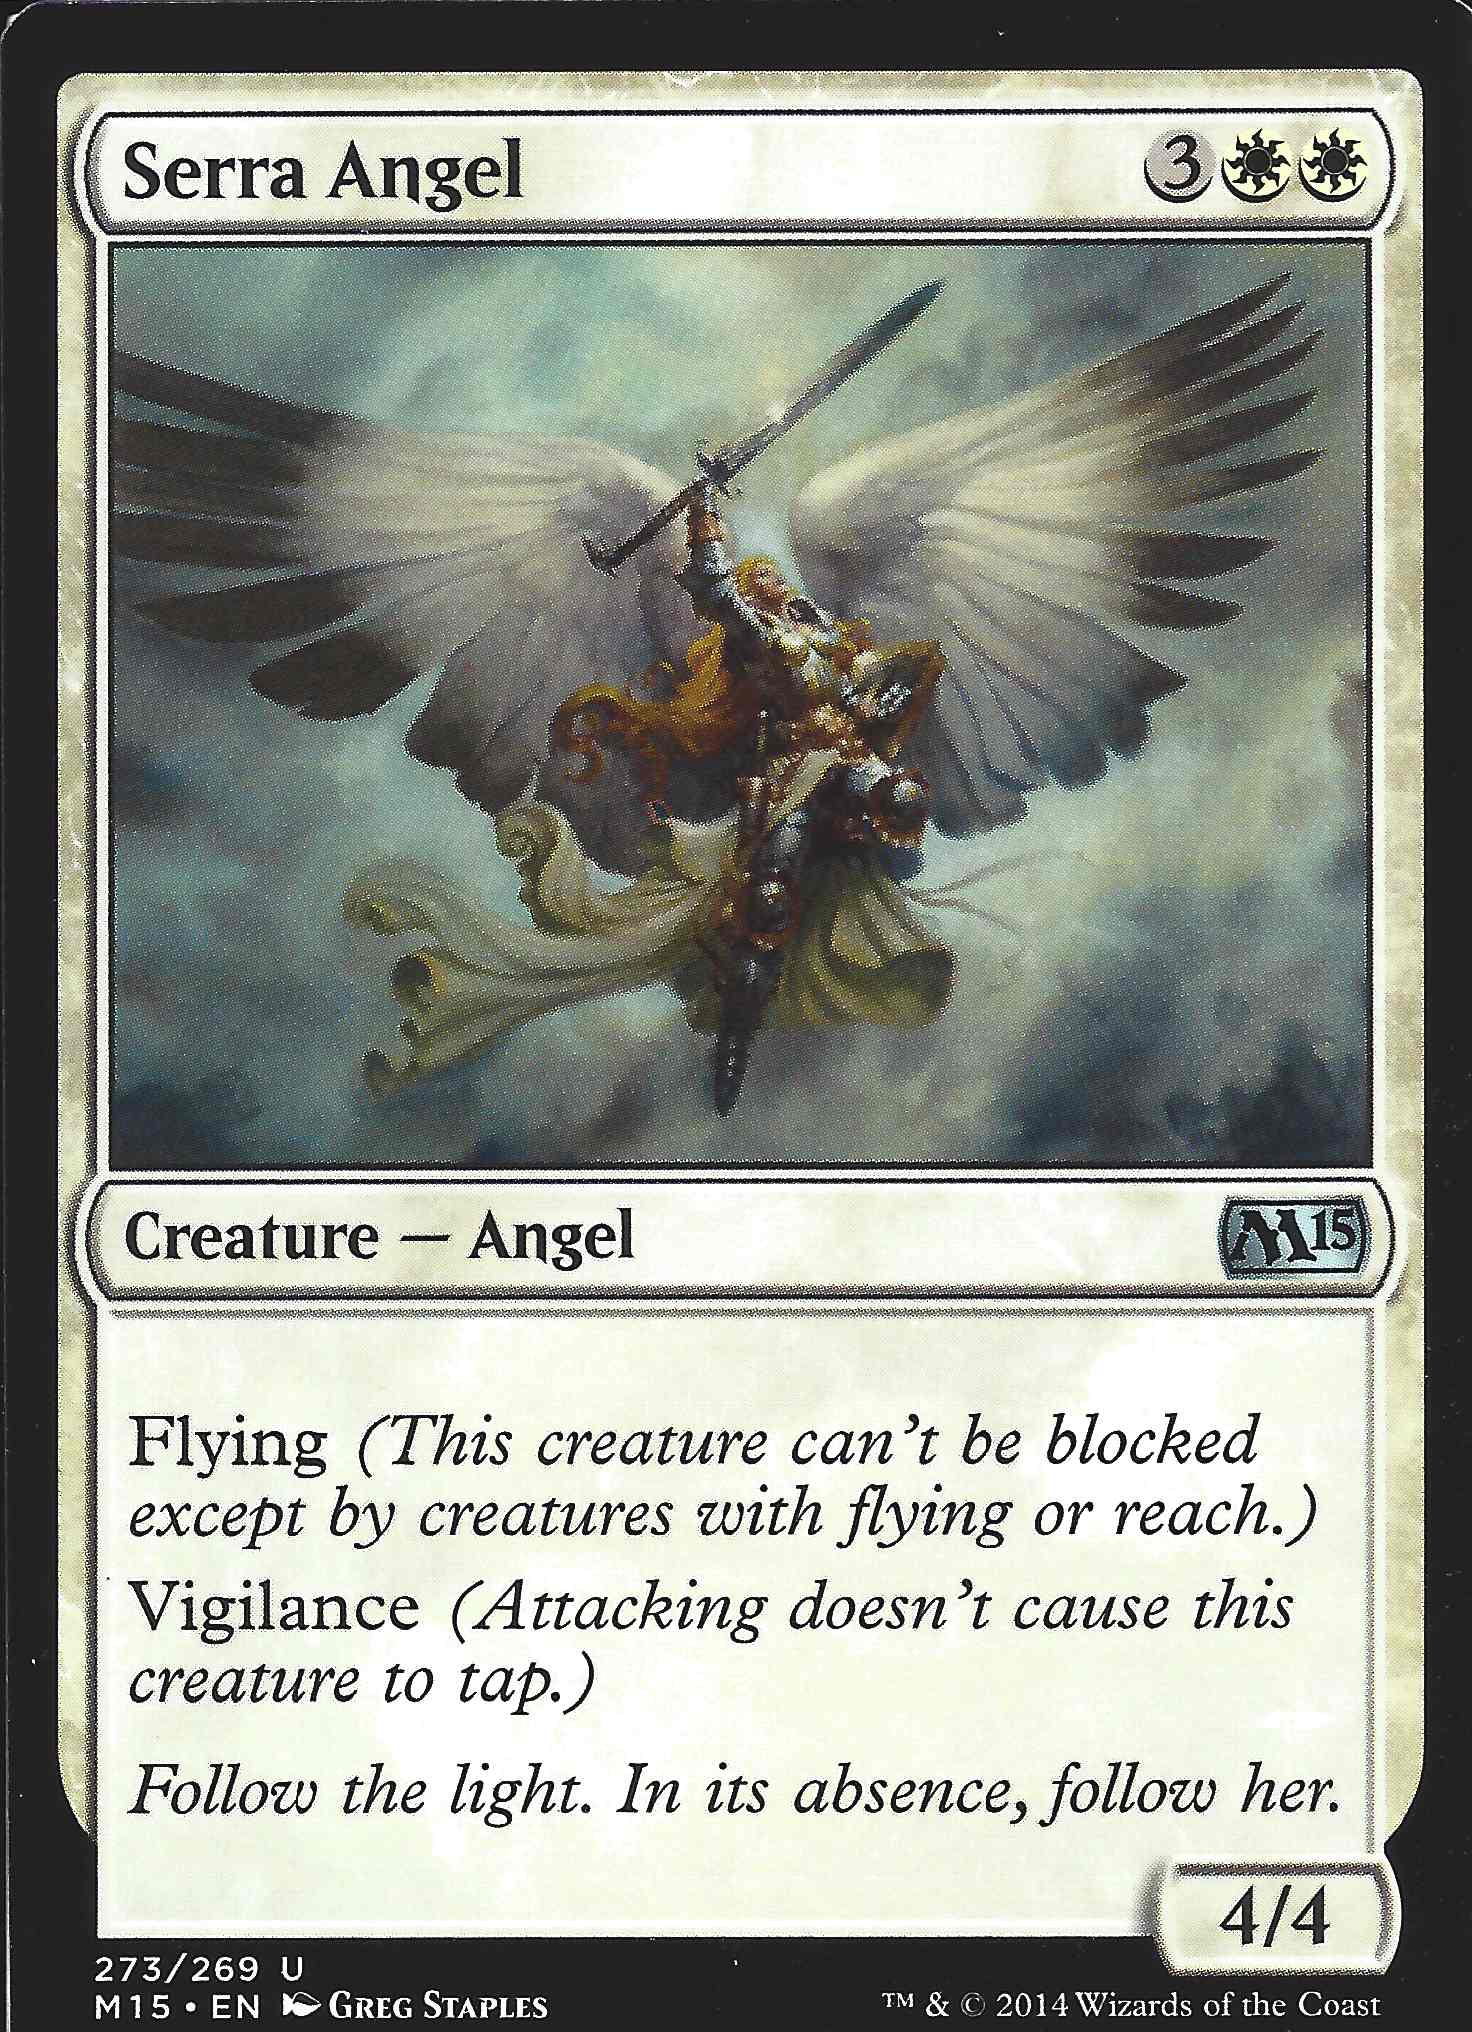 Serra Angel 3
Creature — Angel M15
Flying (This creature can't be blocked
except by creatures with flying or reach.)
Vigilance (Attacking doesn't cause this
creature to tap.)
Follow the light. In its absence, follow her.
4/4
273/269 U
M15 • EN Greg Staples ™ & © 2014 Wizards of the Coast